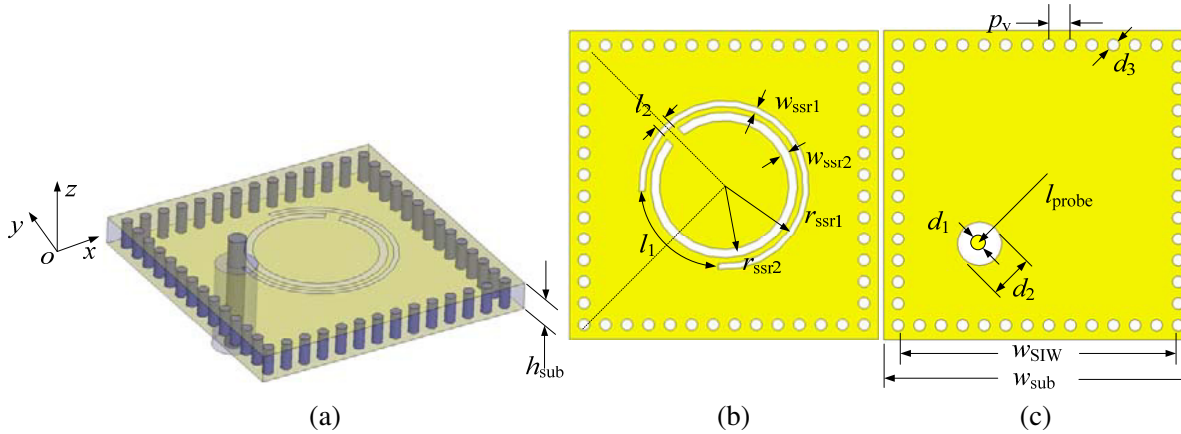 z
y
o
x
h_sub
(a)
l_2
w_ssr1
w_ssr2
r_ssr1
l_1
r_ssr2
(b)
p_v
d_3
l_probe
d_1
d_2
w_SIW
w_sub
(c)